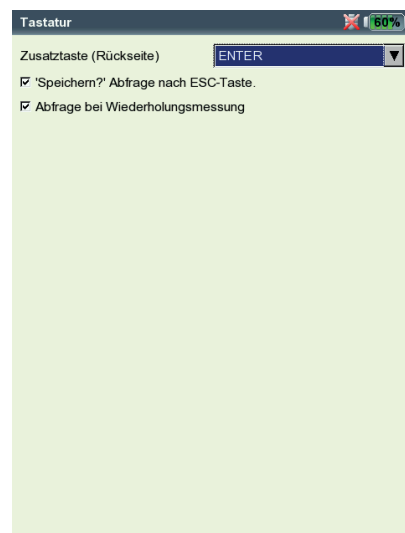 Tastatur 60%
Zusatztaste (Rückseite) ENTER
'Speichern?' Abfrage nach ESC-Taste.
Abfrage bei Wiederholungsmessung